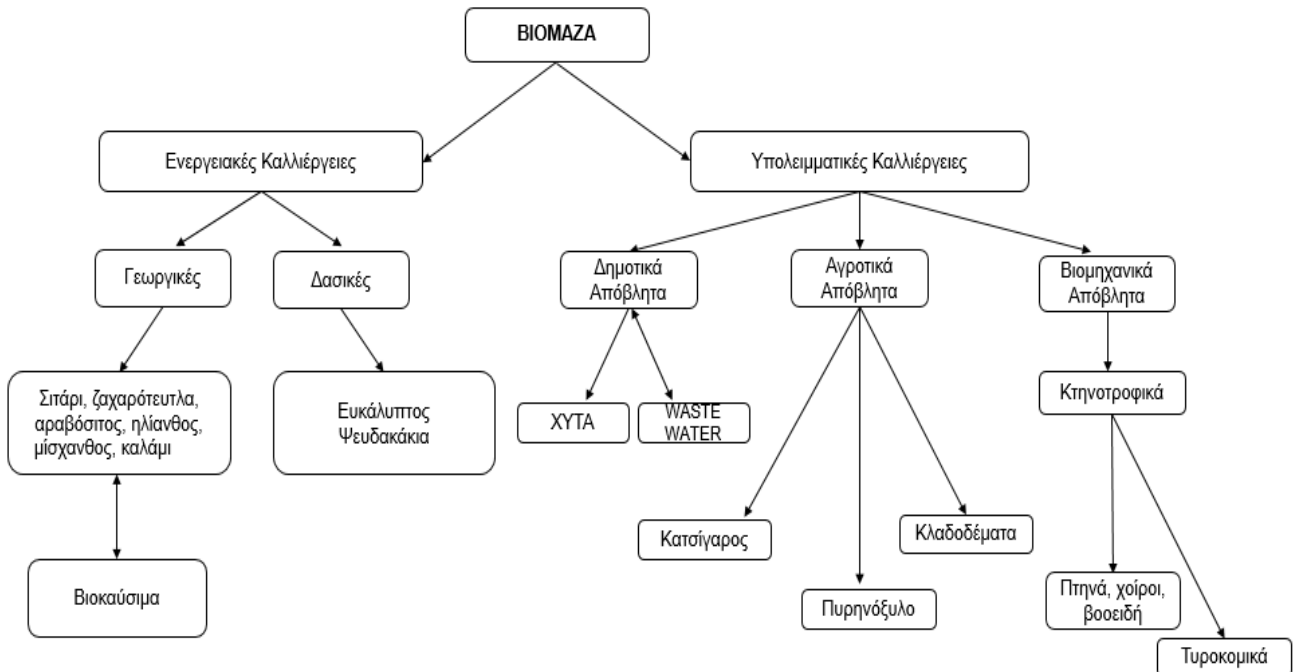 ΒΙΟΜΑΖΑ
Ενεργειακές Καλλιέργειες
Υπολειμματικές Καλλιέργειες
Γεωργικές
Δασικές
Δημοτικά
Απόβλητα
Αγροτικά
Απόβλητα
Βιομηχανικά
Απόβλητα
Σιτάρι, ζαχαρότευτλα,
αραβόσιτος, ηλίανθος,
μίσχανθος, καλάμι
Ευκάλυπτος
Ψευδακάκια
ΧΥΤΑ
WASTE
WATER
Κτηνοτροφικά
Κατσίγαρος
Κλαδοδέματα
Βιοκαύσιμα
Πυρηνόξυλο
Πτηνά, χοίροι,
βοοειδή
Τυροκομικά